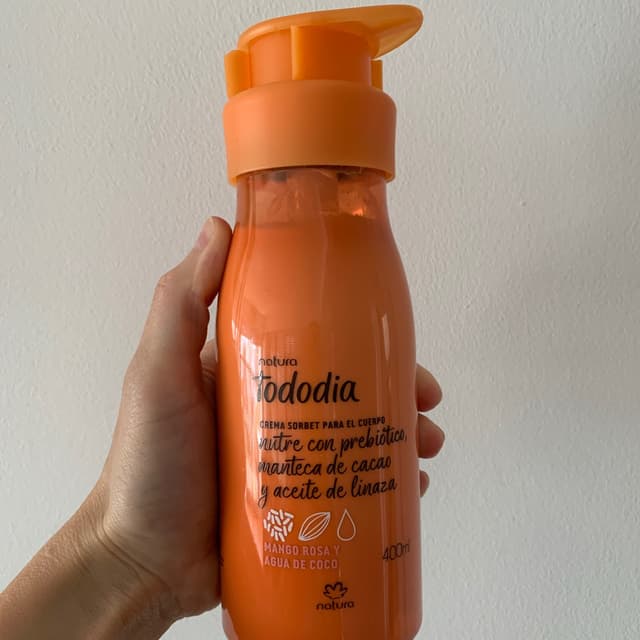 natura
tododia
CREMA SORBET PARA EL CUERPO
nutre con prebiótico,
manteca de cacao
y aceite de linaza
MANGO ROSA Y
AGUA DE COCO
400ml
natura